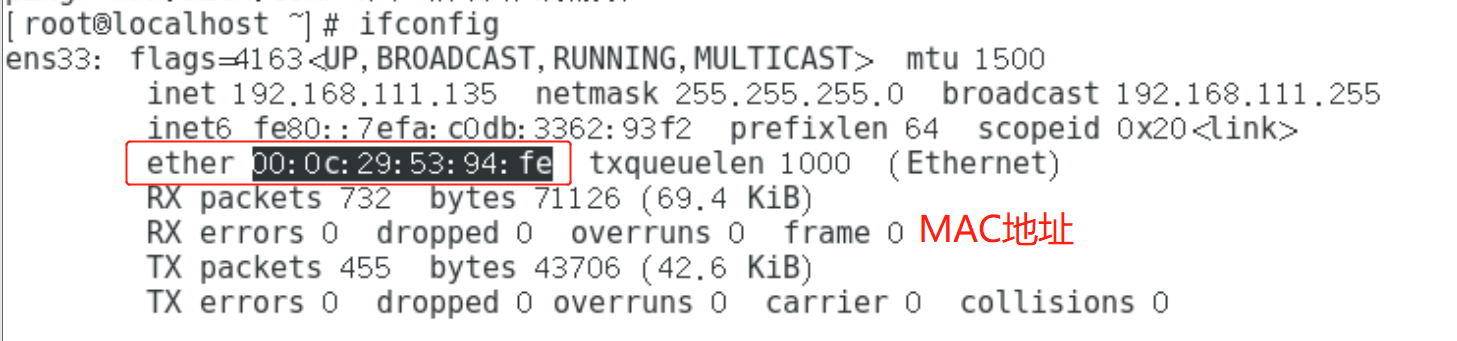 [root@localhost ~]# ifconfig
ens33: flags=4163<UP,BROADCAST,RUNNING,MULTICAST>  mtu 1500
inet 192.168.111.135  netmask 255.255.255.0  broadcast 192.168.111.255
inet6 fe80::7efa:c0db:3362:93f2  prefixlen 64  scopeid 0x20<link>
ether 00:0c:29:53:94:fe  txqueuelen 1000  (Ethernet)
RX packets 732  bytes 71126 (69.4 KiB)
RX errors 0  dropped 0  overruns 0  frame 0 MAC地址
TX packets 455  bytes 43706 (42.6 KiB)
TX errors 0  dropped 0 overruns 0  carrier 0  collisions 0